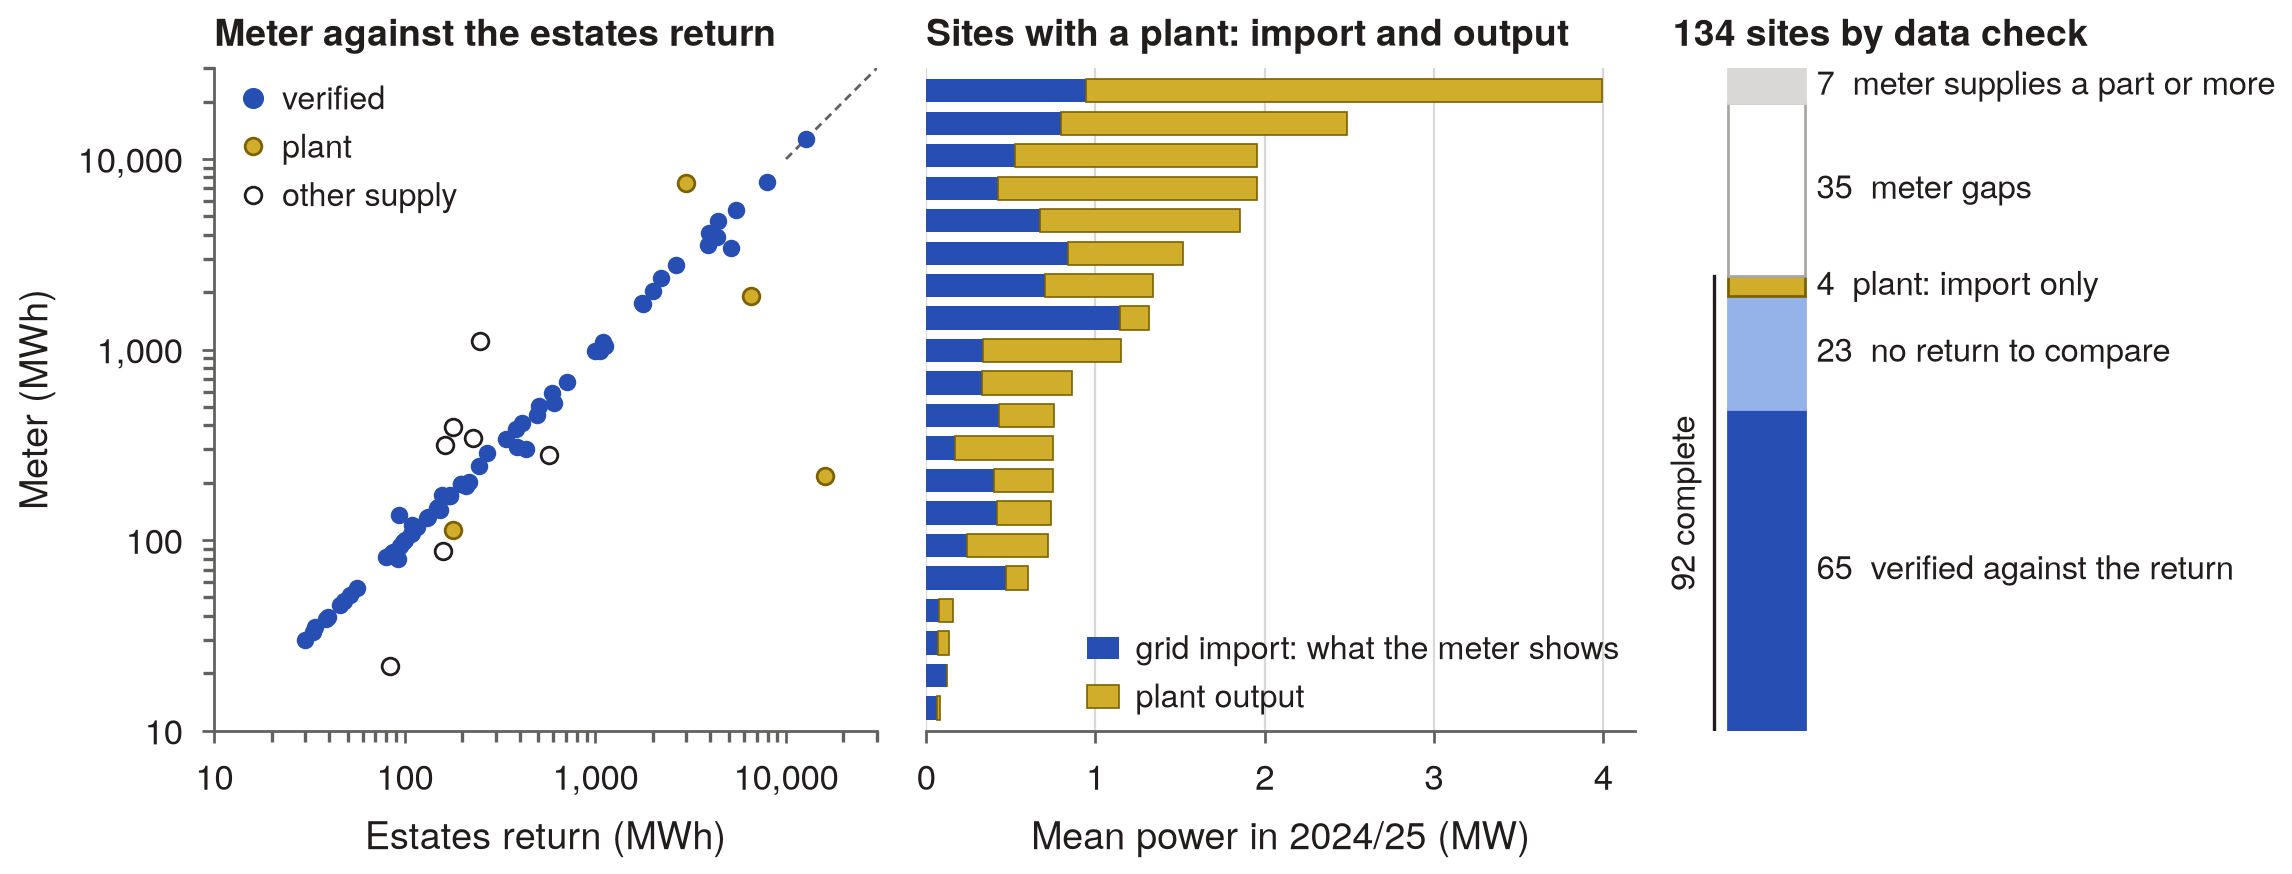 Meter against the estates return
verified
plant
other supply
10,000
1,000
100
10
Meter (MWh)
10
100
1,000
10,000
Estates return (MWh)
Sites with a plant: import and output
grid import: what the meter shows
plant output
0
1
2
3
4
Mean power in 2024/25 (MW)
134 sites by data check
7 meter supplies a part or more
35 meter gaps
4 plant: import only
23 no return to compare
65 verified against the return
92 complete